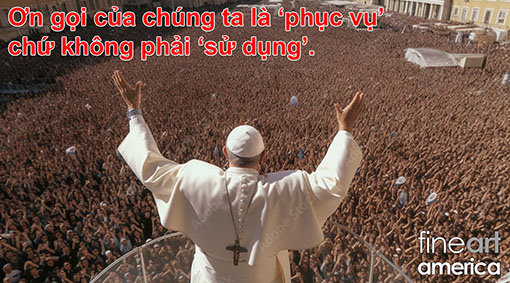 Ơn gọi của chúng ta là ‘phục vụ’
chứ không phải ‘sử dụng’.
fineart
america